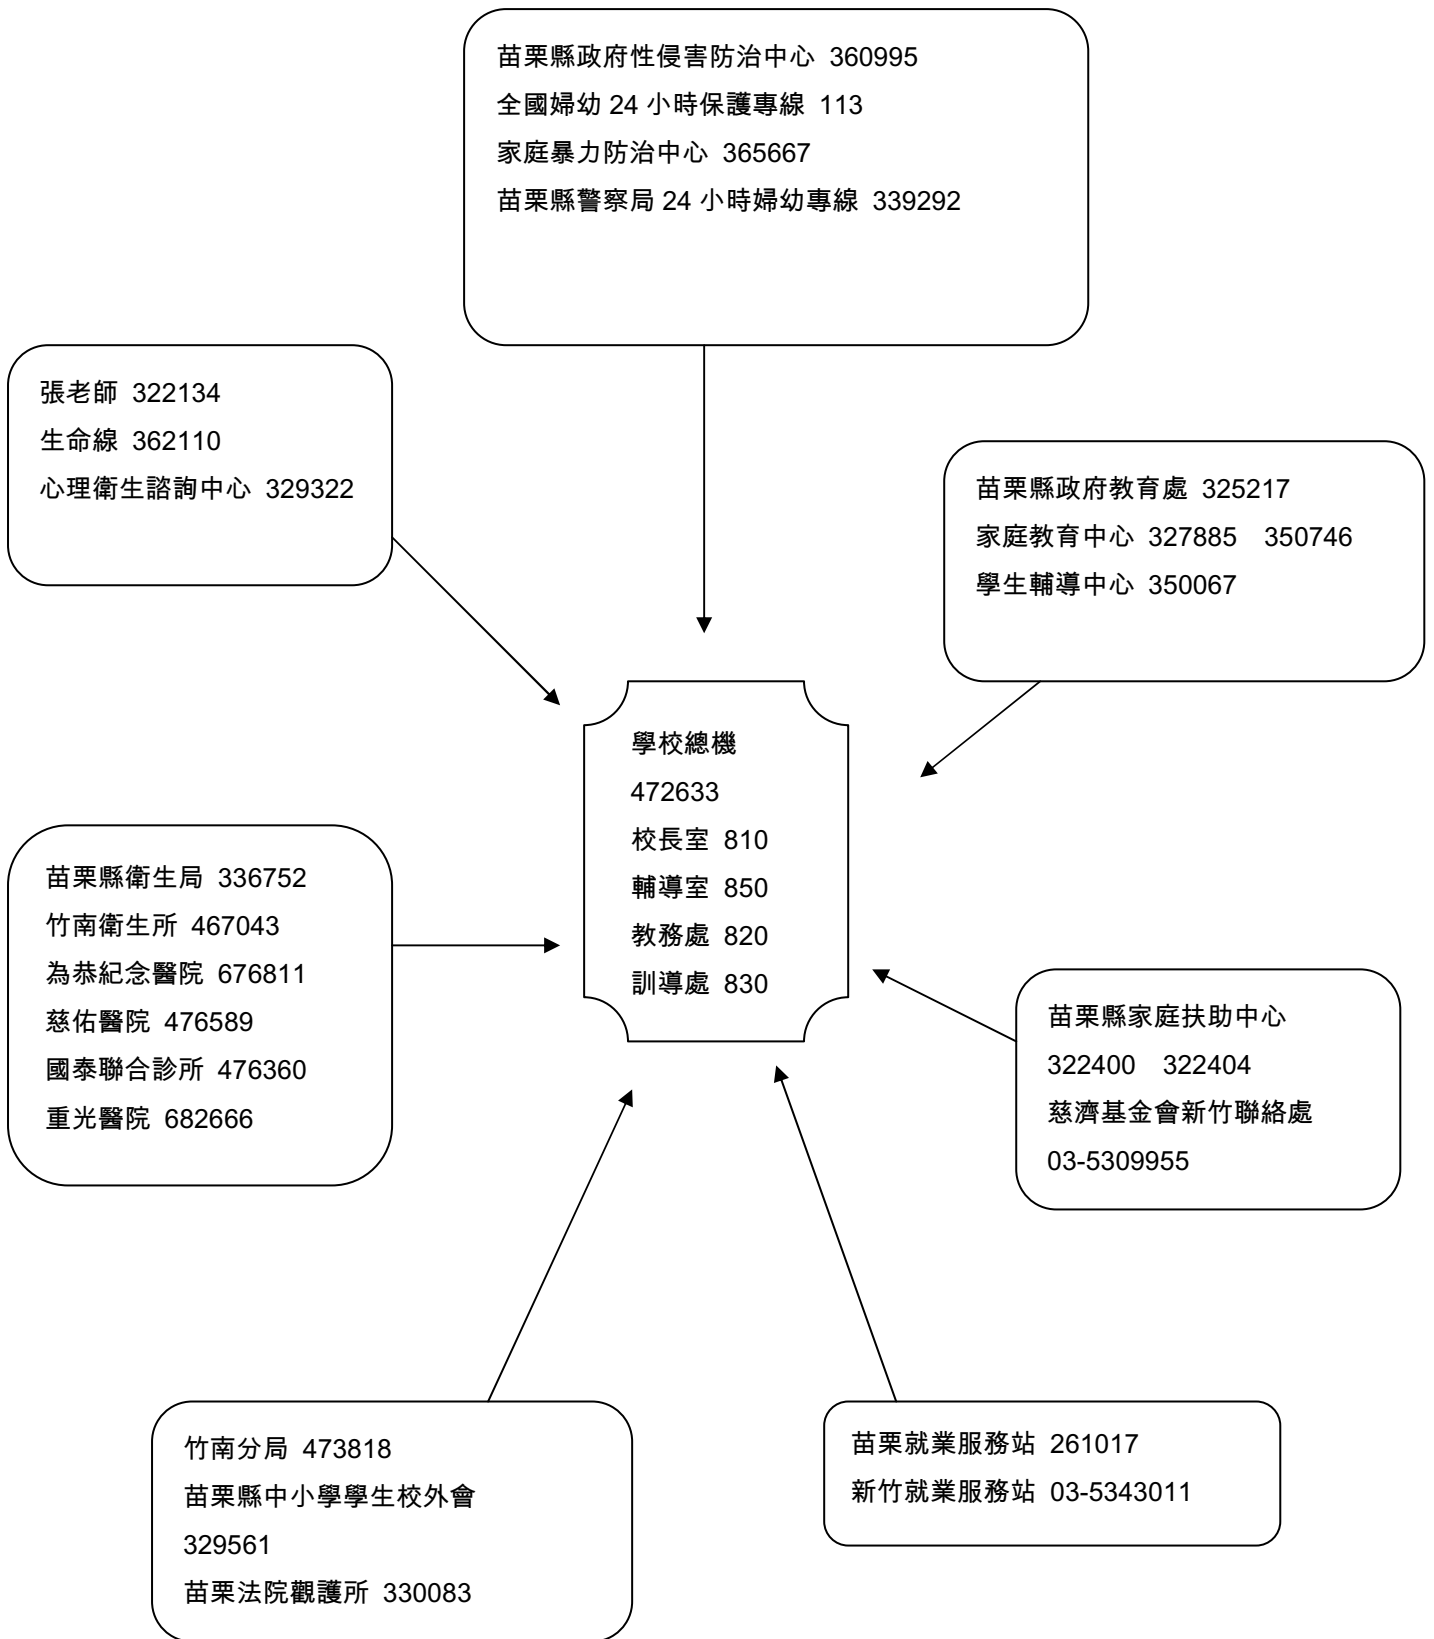 苗栗縣政府性侵害防治中心 360995
全國婦幼 24 小時保護專線 113
家庭暴力防治中心 365667
苗栗縣警察局 24 小時婦幼專線 339292
張老師 322134
生命線 362110
心理衛生諮詢中心 329322
苗栗縣政府教育處 325217
家庭教育中心 327885 350746
學生輔導中心 350067
學校總機
472633
校長室 810
輔導室 850
教務處 820
訓導處 830
苗栗縣衛生局 336752
竹南衛生所 467043
為恭紀念醫院 676811
慈佑醫院 476589
國泰聯合診所 476360
重光醫院 682666
苗栗縣家庭扶助中心
322400 322404
慈濟基金會新竹聯絡處
03-5309955
竹南分局 473818
苗栗縣中小學學生校外會
329561
苗栗法院觀護所 330083
苗栗就業服務站 261017
新竹就業服務站 03-5343011